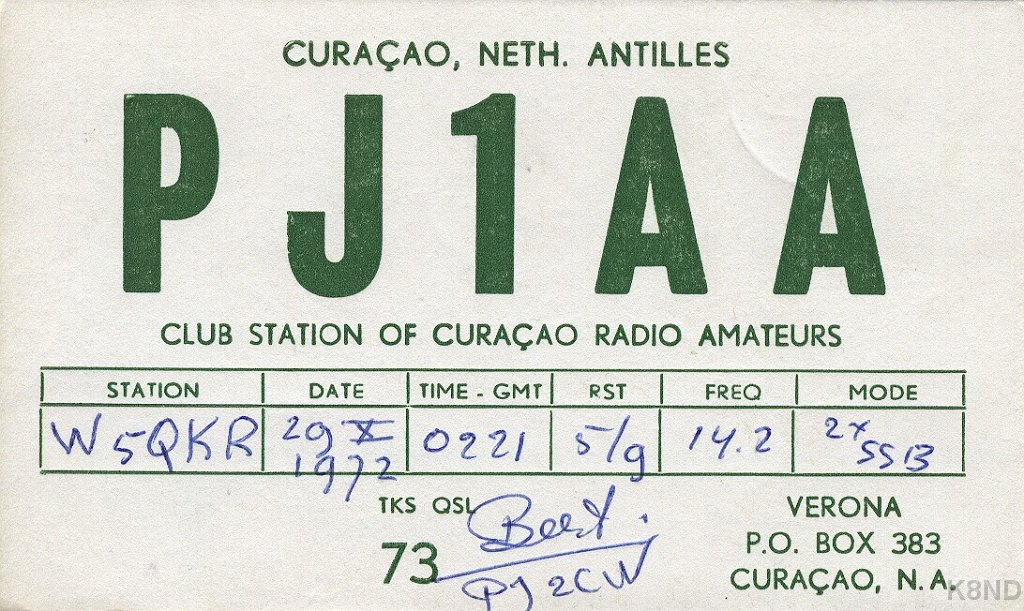 CURAÇAO, NETH. ANTILLES
PJ1AA
CLUB STATION OF CURAÇAO RADIO AMATEURS
STATION DATE TIME - GMT RST FREQ MODE
W5QKR 29 X 1972 0221 5/9 14.2 2x SSB
TKS QSL
73
PJ2CW
VERONA
P.O. BOX 383
CURAÇAO, N.A.
K8ND